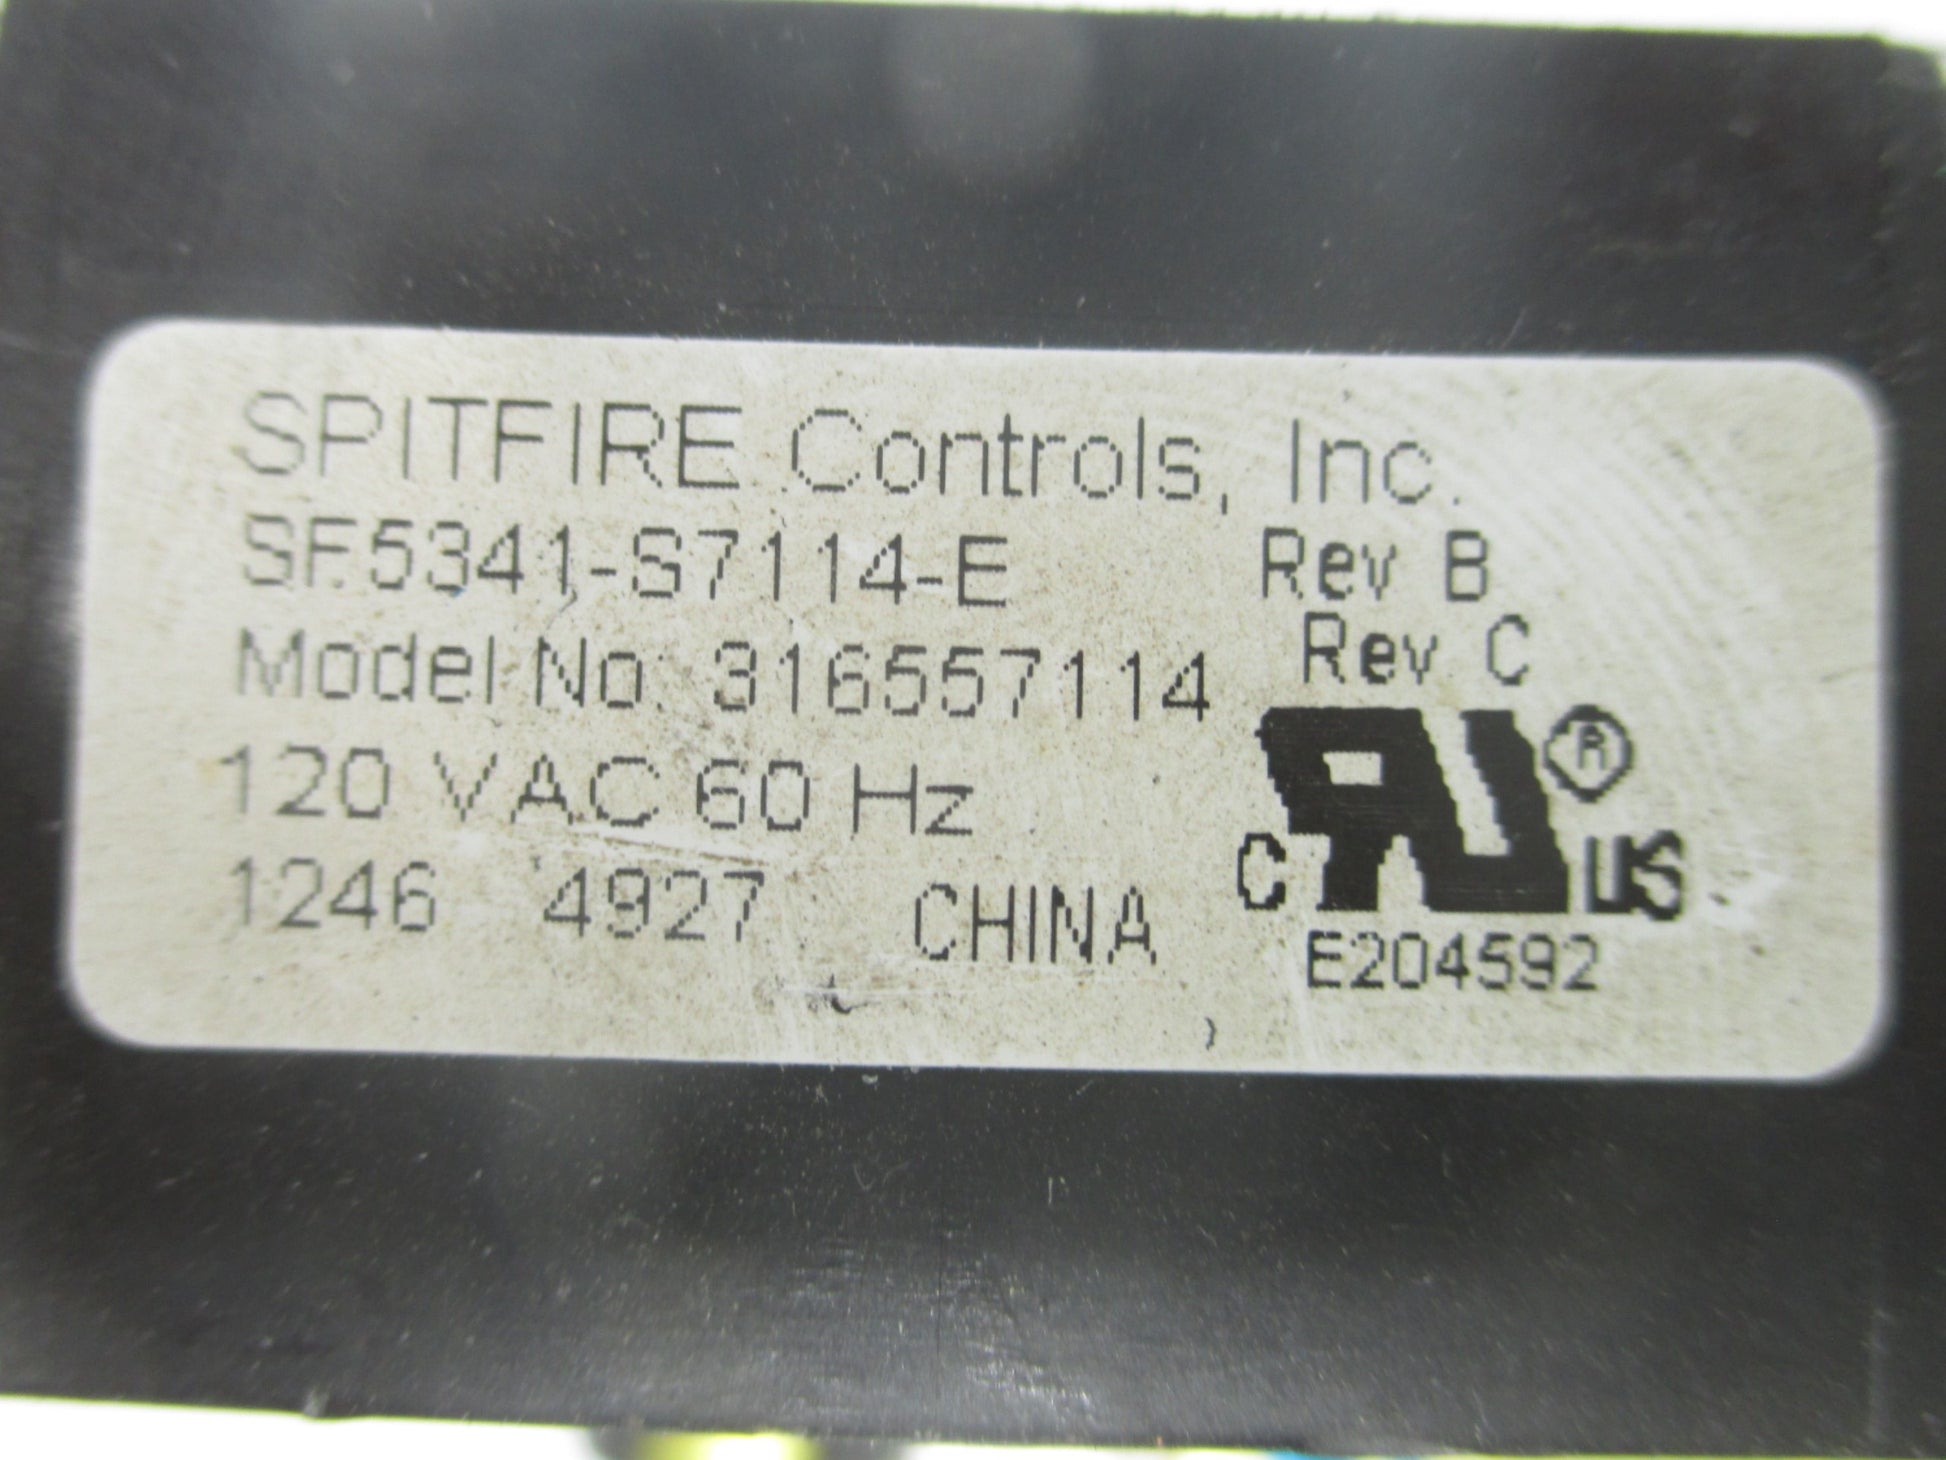 SPITFIRE Controls, Inc.
SF5341-S7114-E Rev B
Rev C
Model No. 316557114
120 VAC 60 Hz
1246 4927 CHINA
C RU US ®
E204592